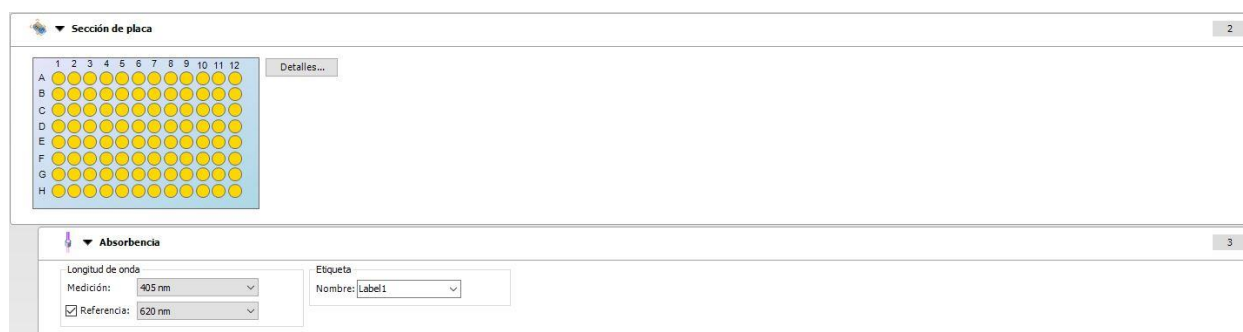 Sección de placa
2
1 2 3 4 5 6 7 8 9 10 11 12
Detalles...
A
B
C
D
E
F
G
H
Absorbencia
3
Longitud de onda
Etiqueta
Medición: 405 nm
Nombre: Label1
Referencia: 620 nm